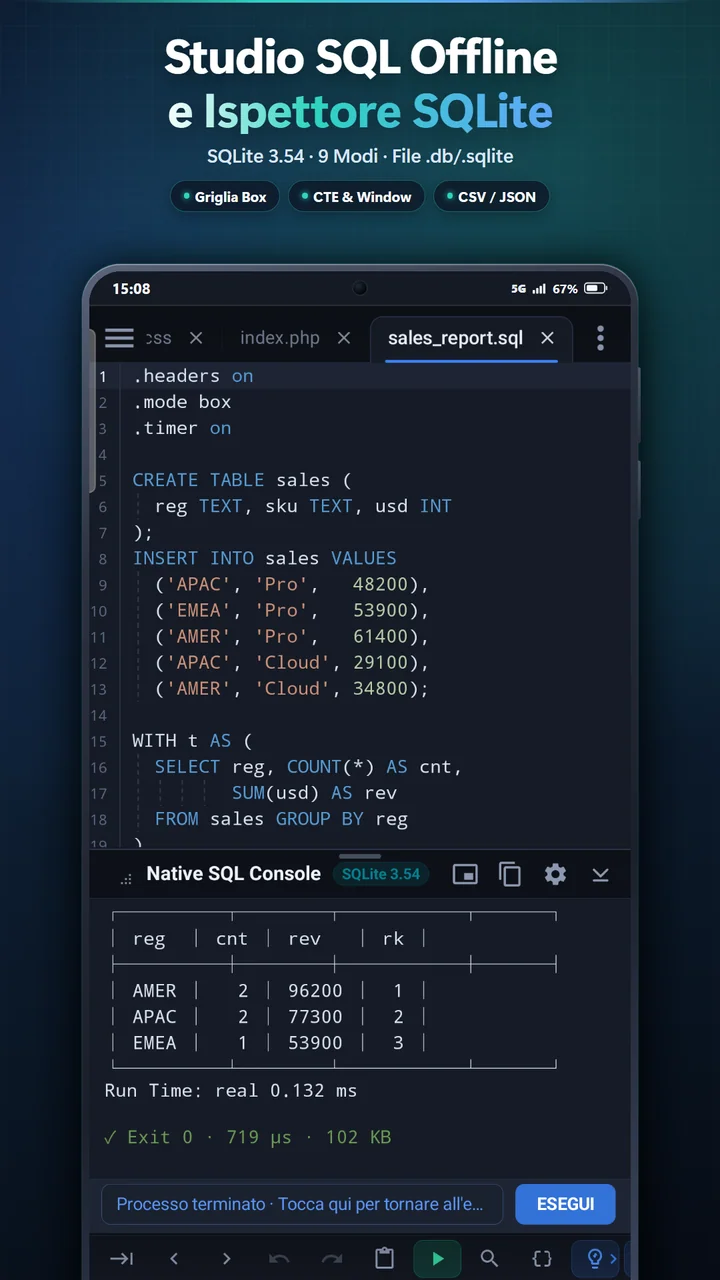 Studio SQL Offline
e Ispettore SQLite
SQLite 3.54 · 9 Modi · File .db/.sqlite
Griglia Box
CTE & Window
CSV / JSON
15:08
5G 67%
css
index.php
sales_report.sql
1 .headers on
2 .mode box
3 .timer on
4
5 CREATE TABLE sales (
6 reg TEXT, sku TEXT, usd INT
7 );
8 INSERT INTO sales VALUES
9 ('APAC', 'Pro', 48200),
10 ('EMEA', 'Pro', 53900),
11 ('AMER', 'Pro', 61400),
12 ('APAC', 'Cloud', 29100),
13 ('AMER', 'Cloud', 34800);
14
15 WITH t AS (
16 SELECT reg, COUNT(*) AS cnt,
17 SUM(usd) AS rev
18 FROM sales GROUP BY reg
19 )
Native SQL Console
SQLite 3.54
│ reg │ cnt │ rev │ rk │
│ AMER │ 2 │ 96200 │ 1 │
│ APAC │ 2 │ 77300 │ 2 │
│ EMEA │ 1 │ 53900 │ 3 │
Run Time: real 0.132 ms
✓ Exit 0 · 719 µs · 102 KB
Processo terminato · Tocca qui per tornare all'e...
ESEGUI